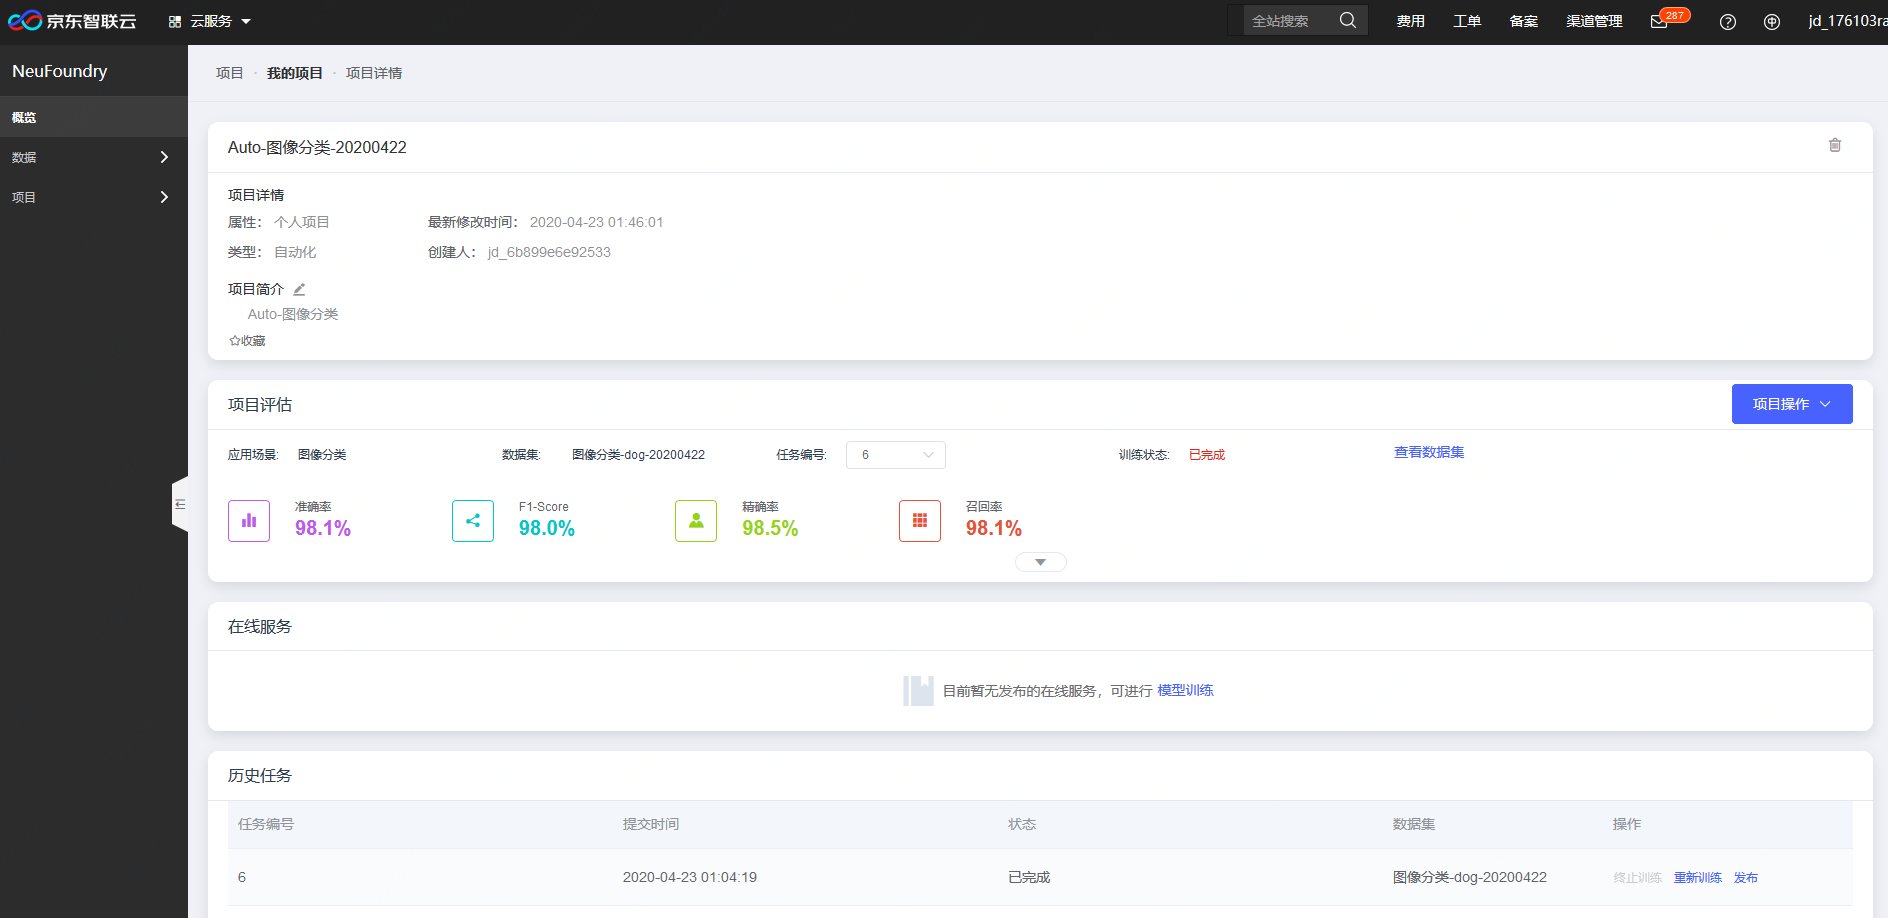 京东智联云 云服务 全站搜索 费用 工单 备案 渠道管理 287 jd_176103ra
NeuFoundry
概览
数据
项目
项目 · 我的项目 · 项目详情
Auto-图像分类-20200422
项目详情
属性: 个人项目 最新修改时间: 2020-04-23 01:46:01
类型: 自动化 创建人: jd_6b899e6e92533
项目简介
Auto-图像分类
收藏
项目评估 项目操作
应用场景: 图像分类 数据集: 图像分类-dog-20200422 任务编号: 6 训练状态: 已完成 查看数据集
准确率 F1-Score 精确率 召回率
98.1% 98.0% 98.5% 98.1%
在线服务
目前暂无发布的在线服务，可进行 模型训练
历史任务
任务编号 提交时间 状态 数据集 操作
6 2020-04-23 01:04:19 已完成 图像分类-dog-20200422 终止训练 重新训练 发布